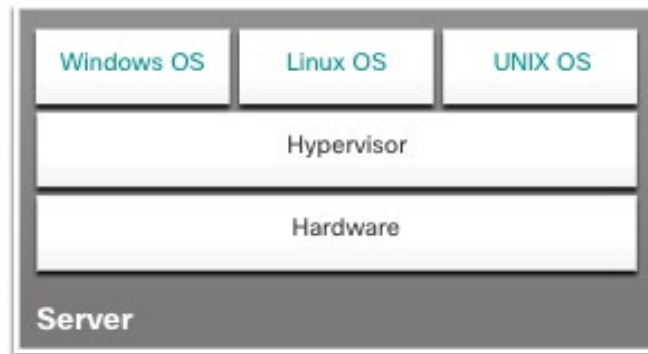 Windows OS Linux OS UNIX OS
Hypervisor
Hardware
Server